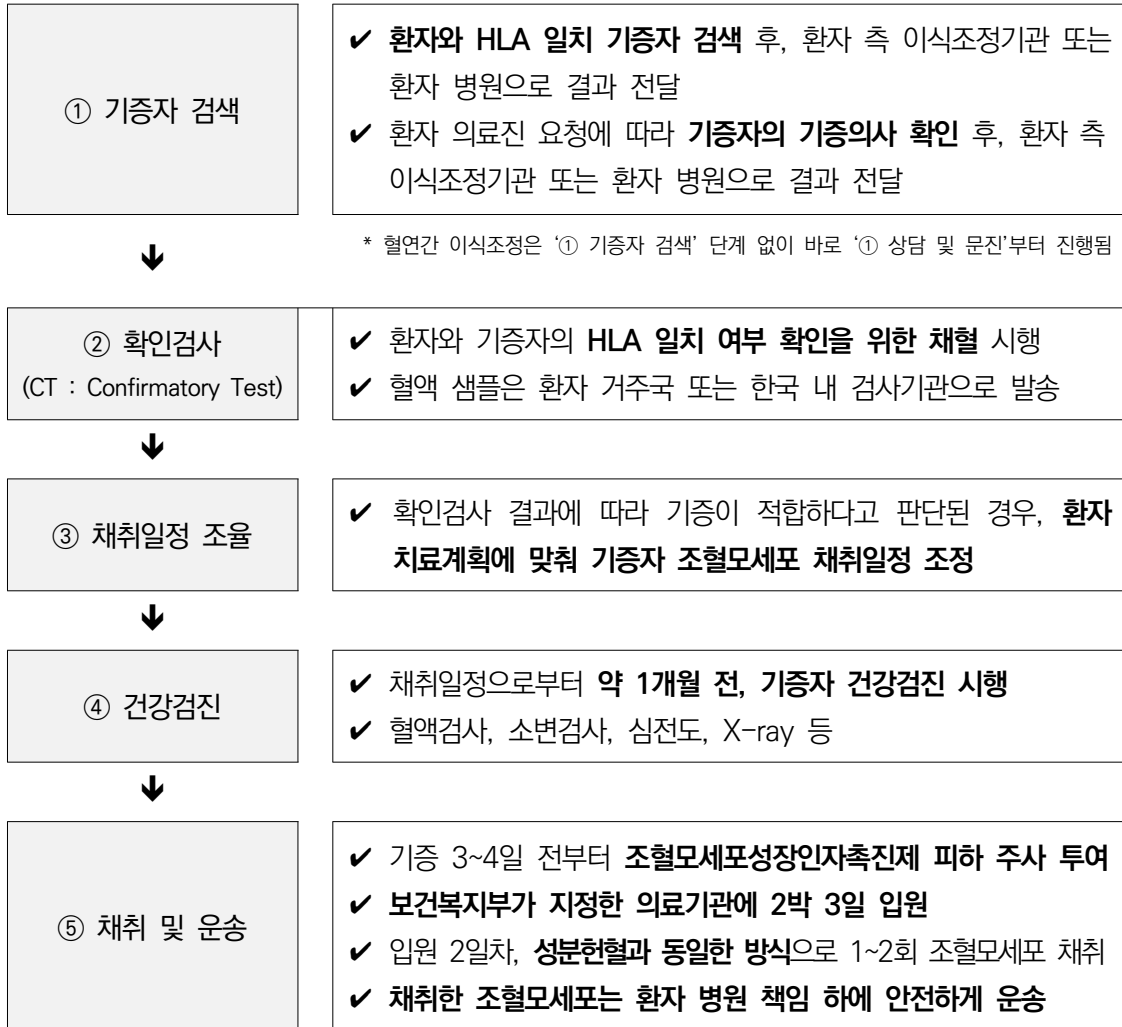 ① 기증자 검색
✔ 환자와 HLA 일치 기증자 검색 후, 환자 측 이식조정기관 또는
환자 병원으로 결과 전달
✔ 환자 의료진 요청에 따라 기증자의 기증의사 확인 후, 환자 측
이식조정기관 또는 환자 병원으로 결과 전달
* 혈연간 이식조정은 ‘① 기증자 검색’ 단계 없이 바로 ‘① 상담 및 문진’부터 진행됨
② 확인검사
(CT : Confirmatory Test)
✔ 환자와 기증자의 HLA 일치 여부 확인을 위한 채혈 시행
✔ 혈액 샘플은 환자 거주국 또는 한국 내 검사기관으로 발송
③ 채취일정 조율
✔ 확인검사 결과에 따라 기증이 적합하다고 판단된 경우, 환자
치료계획에 맞춰 기증자 조혈모세포 채취일정 조정
④ 건강검진
✔ 채취일정으로부터 약 1개월 전, 기증자 건강검진 시행
✔ 혈액검사, 소변검사, 심전도, X-ray 등
⑤ 채취 및 운송
✔ 기증 3~4일 전부터 조혈모세포성장인자촉진제 피하 주사 투여
✔ 보건복지부가 지정한 의료기관에 2박 3일 입원
✔ 입원 2일차, 성분헌혈과 동일한 방식으로 1~2회 조혈모세포 채취
✔ 채취한 조혈모세포는 환자 병원 책임 하에 안전하게 운송